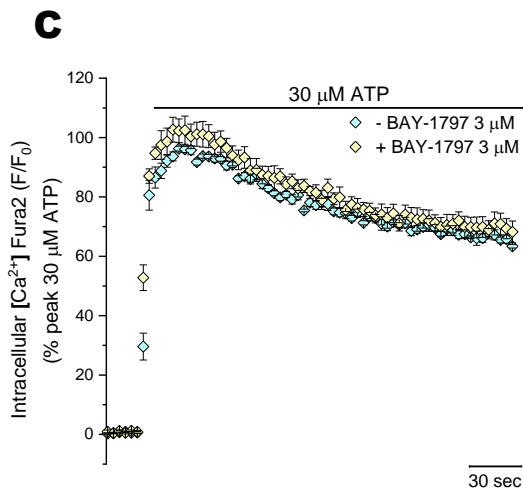 C
Intracellular [Ca²⁺] Fura2 (F/F₀)
(% peak 30 μM ATP)
120
100
80
60
40
20
0
30 μM ATP
- BAY-1797 3 μM
+ BAY-1797 3 μM
30 sec